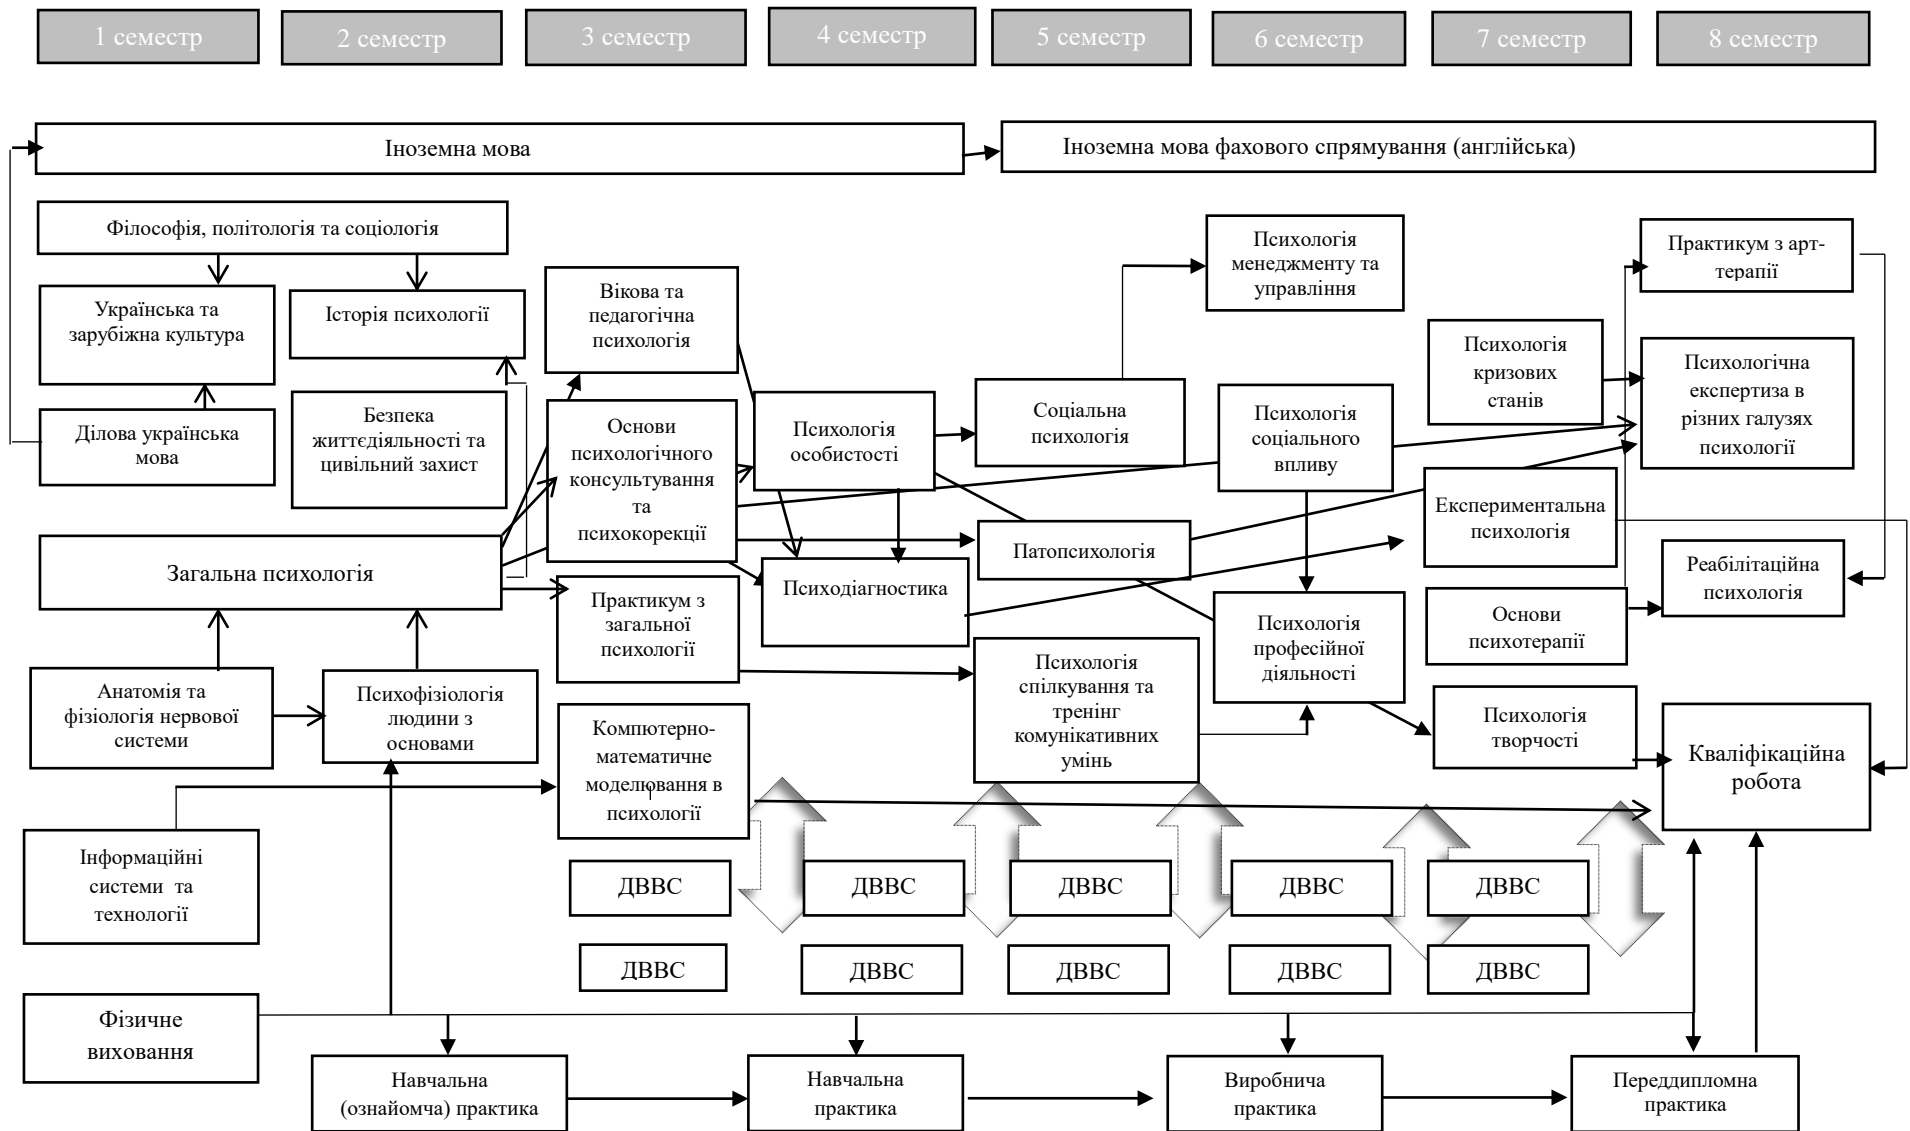 1 семестр
2 семестр
3 семестр
4 семестр
5 семестр
6 семестр
7 семестр
8 семестр
Іноземна мова
Іноземна мова фахового спрямування (англійська)
Філософія, політологія та соціологія
Українська та
зарубіжна культура
Історія психології
Ділова українська
мова
Безпека
життєдіяльності та
цивільний захист
Загальна психологія
Анатомія та
фізіологія нервової
системи
Психофізіологія
людини з
основами
Інформаційні
системи та
технології
Фізичне
виховання
Вікова та
педагогічна
психологія
Основи
психологічного
консультування
та
психокорекції
Практикум з
загальної
психології
Компютерно-
математичне
моделювання в
психології
Психологія
особистості
Психодіагностика
Соціальна
психологія
Патопсихологія
Психологія
спілкування та
тренінг
комунікативних
умінь
Психологія
менеджменту та
управління
Психологія
соціального
впливу
Психологія
професійної
діяльності
Психологія
кризових
станів
Експериментальна
психологія
Основи
психотерапії
Психологія
творчості
Практикум з арт-
терапії
Психологічна
експертиза в
різних галузях
психології
Реабілітаційна
психологія
Кваліфікаційна
робота
ДВВС
ДВВС
ДВВС
ДВВС
ДВВС
ДВВС
ДВВС
ДВВС
ДВВС
ДВВС
Навчальна
(ознайомча) практика
Навчальна
практика
Виробнича
практика
Переддипломна
практика